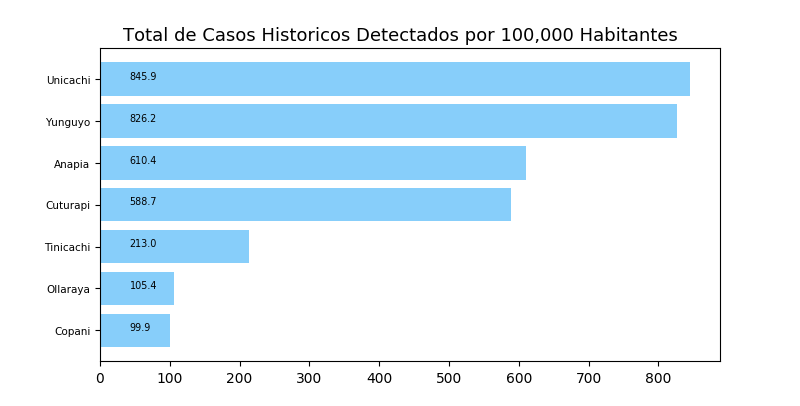 Total de Casos Historicos Detectados por 100,000 Habitantes
Unicachi 845.9
Yunguyo 826.2
Anapia 610.4
Cuturapi 588.7
Tinicachi 213.0
Ollaraya 105.4
Copani 99.9
0 100 200 300 400 500 600 700 800